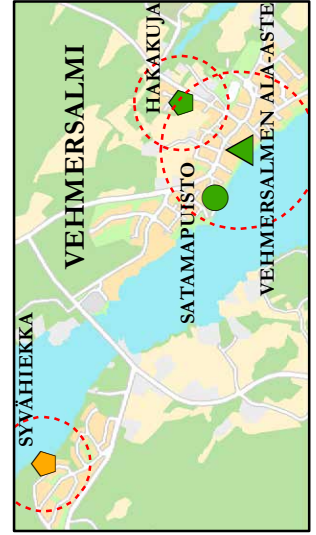 VEHMERSALMI
HAKAKUJA
VEHMERSALMEN ALA-ASTE
SATAMAPUISTO
SYVÄHIEKKA